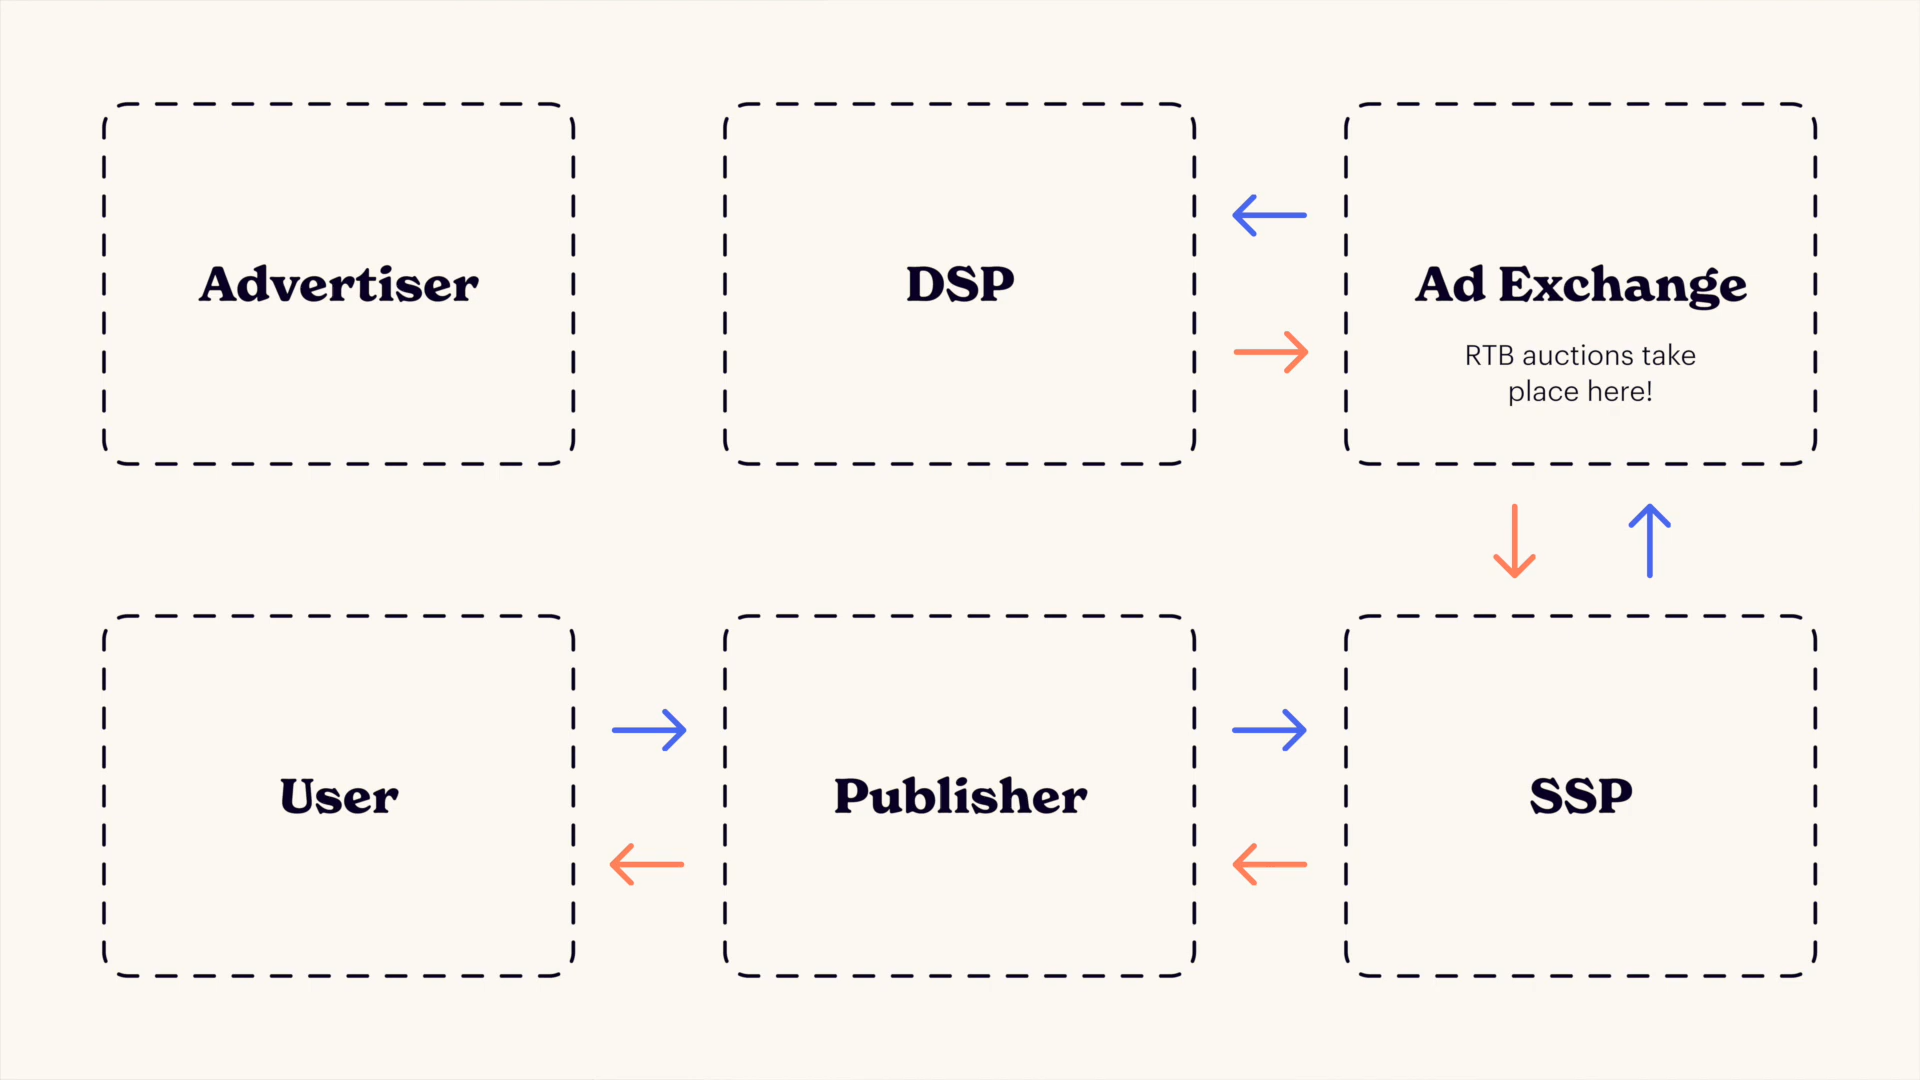 Advertiser
DSP
Ad Exchange
RTB auctions take
place here!
User
Publisher
SSP